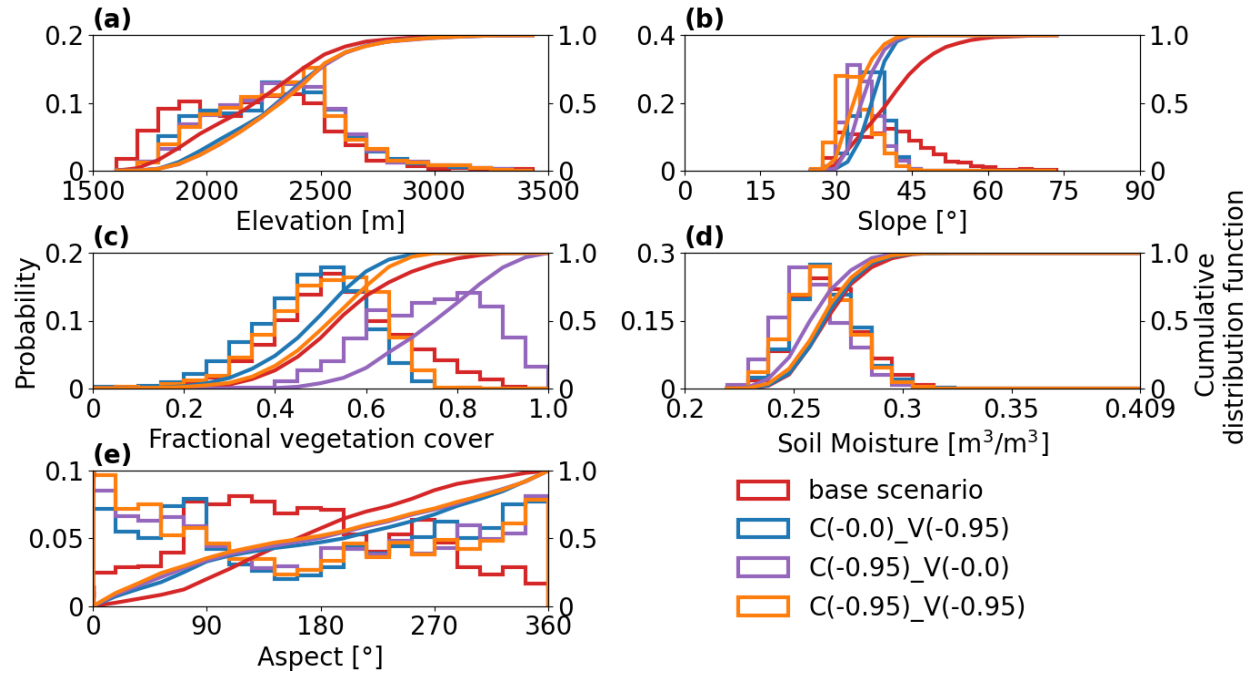 (a)
0.2
0.1
0
1.0
0.5
0
1500 2000 2500 3000 3500
Elevation [m]
(b)
0.4
0.2
0
1.0
0.5
0
0 15 30 45 60 75 90
Slope [°]
(c)
0.2
0.1
0
1.0
0.5
0
0 0.2 0.4 0.6 0.8 1.0
Fractional vegetation cover
Probability
(d)
0.3
0.15
0
1.0
0.5
0
0.2 0.25 0.3 0.35 0.409
Soil Moisture [m³/m³]
Cumulative
distribution function
(e)
0.1
0.05
0
1.0
0.5
0
0 90 180 270 360
Aspect [°]
base scenario
C(-0.0)_V(-0.95)
C(-0.95)_V(-0.0)
C(-0.95)_V(-0.95)